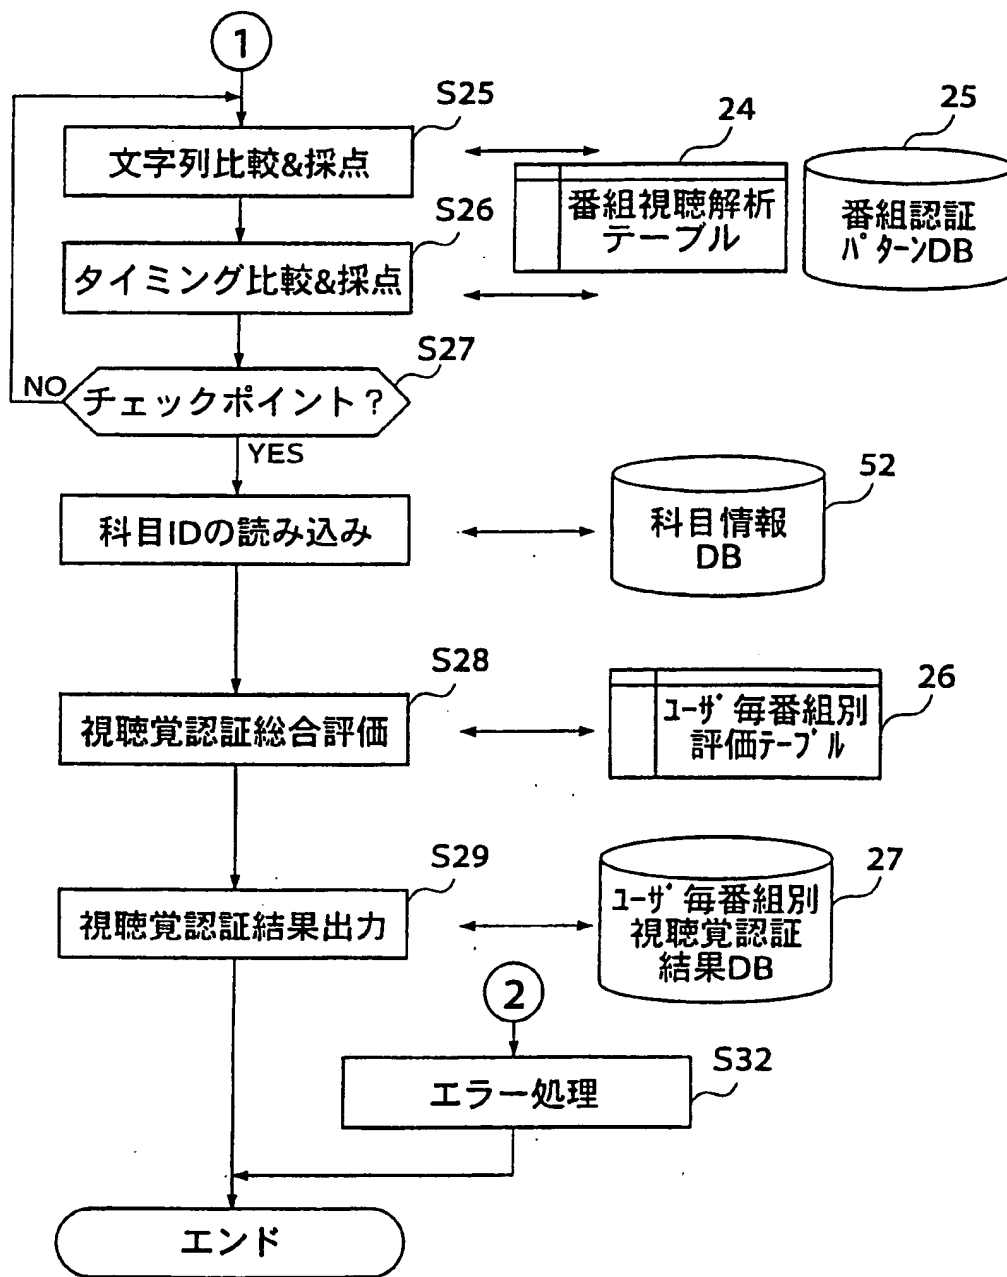 1
S25
文字列比較&採点
24
番組視聴解析
テーブル
25
番組認証
パターンDB
S26
タイミング比較&採点
S27
NO
チェックポイント?
YES
科目IDの読み込み
52
科目情報
DB
S28
視聴覚認証総合評価
26
ユーザ毎番組別
評価テーブル
S29
視聴覚認証結果出力
27
ユーザ毎番組別
視聴覚認証
結果DB
2
S32
エラー処理
エンド